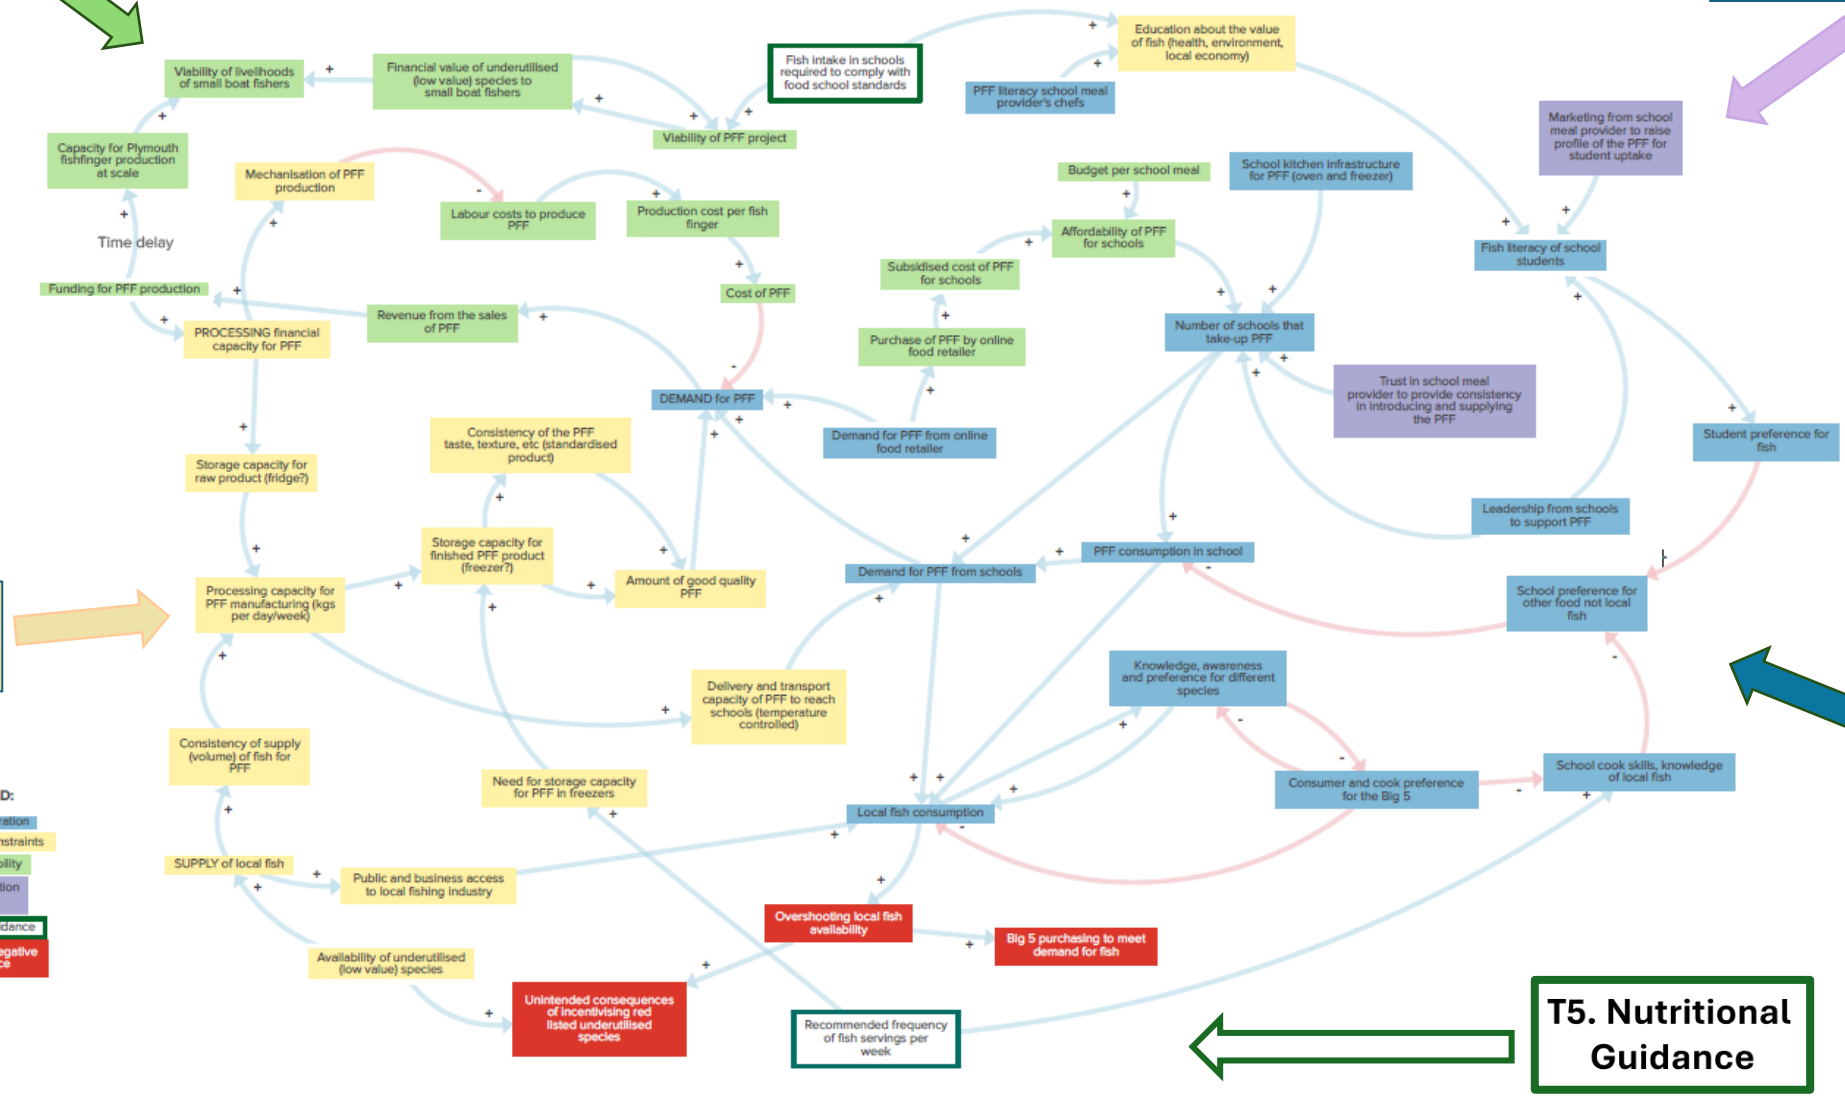 Education about the value
of fish (health, environment,
local economy)
Fish intake in schools
required to comply with
food school standards
Viability of livelihoods
of small boat fishers
+
Financial value of underutilised
(low value) species to
small boat fishers
+
+
+
+
+
PFF literacy school meal
provider's chefs
Marketing from school
meal provider to raise
profile of the PFF for
student uptake
+
Viability of PFF project
Capacity for Plymouth
fishfinger production
at scale
Mechanisation of PFF
production
-
+
Budget per school meal
+
School kitchen infrastructure
for PFF (oven and freezer)
+
Time delay
+
Labour costs to produce
PFF
Production cost per fish
finger
+
Affordability of PFF
for schools
+
+
+
Fish literacy of school
students
+
Subsidised cost of PFF
for schools
Funding for PFF production
+
Cost of PFF
+
+
+
+
Revenue from the sales
of PFF
+
PROCESSING financial
capacity for PFF
+
Number of schools that
take-up PFF
Purchase of PFF by online
food retailer
-
+
+
+
Trust in school meal
provider to provide consistency
in introducing and supplying
the PFF
DEMAND for PFF
+
+
+
Demand for PFF from online
food retailer
+
Student preference for
fish
+
Consistency of the PFF
taste, texture, etc (standardised
product)
Storage capacity for
raw product (fridge?)
+
+
Leadership from schools
to support PFF
+
+
Storage capacity for
finished PFF product
(freezer?)
+
+
PFF consumption in school
-
Demand for PFF from schools
Processing capacity for
PFF manufacturing (kgs
per day/week)
+
+
Amount of good quality
PFF
+
+
School preference for
other food not local
fish
+
-
Knowledge, awareness
and preference for different
species
Delivery and transport
capacity of PFF to reach
schools (temperature
controlled)
+
+
-
Consistency of supply
(volume) of fish for
PFF
-
School cook skills, knowledge
of local fish
Need for storage capacity
for PFF in freezers
+
+
+
Consumer and cook preference
for the Big 5
-
+
D:
ration
nstraints
Local fish consumption
-
+
+
+
SUPPLY of local fish
+
+
Public and business access
to local fishing industry
bility
tion
idance
egative
ce
+
Overshooting local fish
availability
+
Big 5 purchasing to meet
demand for fish
Availability of underutilised
(low value) species
+
+
Unintended consequences
of incentivising red
listed underutilised
species
Recommended frequency
of fish servings per
week
T5. Nutritional
Guidance